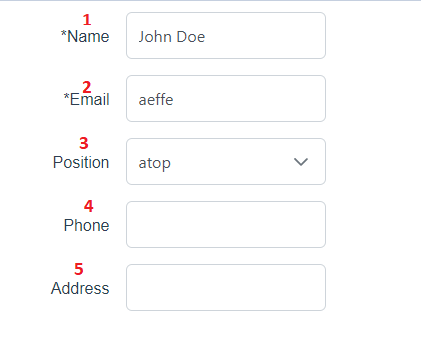 1
*Name John Doe
2
*Email aeffe
3
Position atop
4
Phone
5
Address